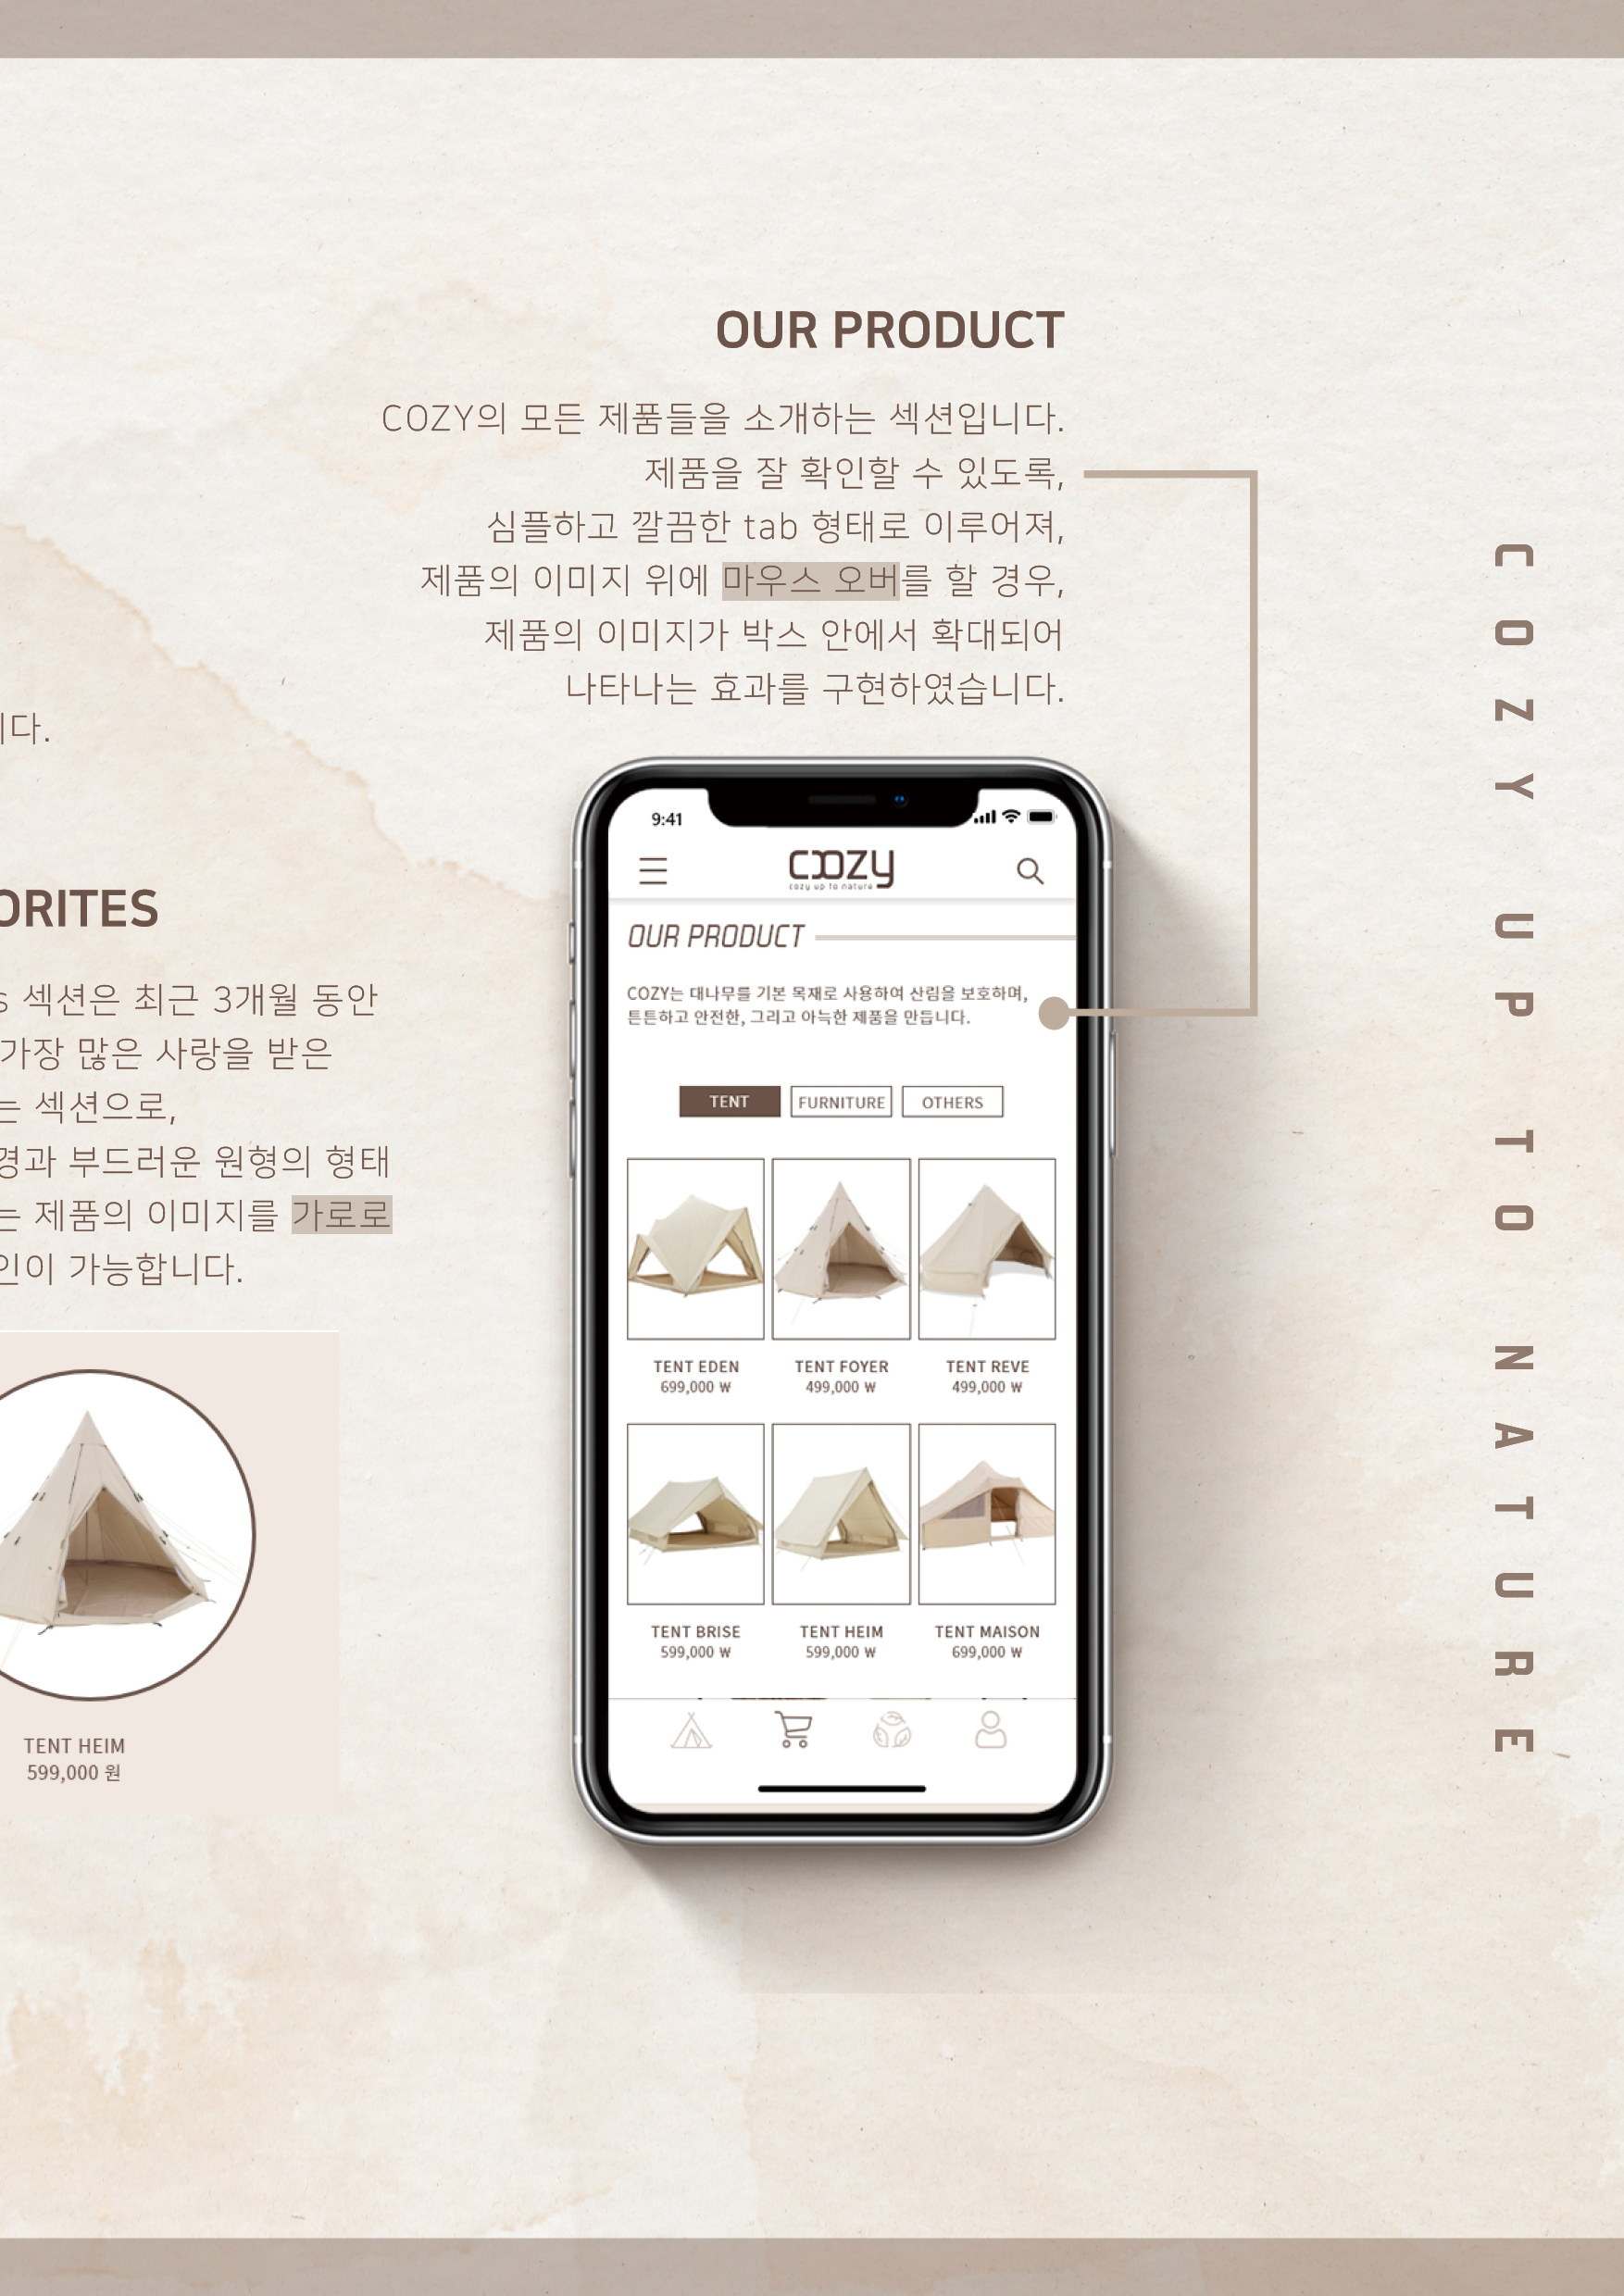 OUR PRODUCT
COZY의 모든 제품들을 소개하는 섹션입니다.
제품을 잘 확인할 수 있도록,
심플하고 깔끔한 tab 형태로 이루어져,
제품의 이미지 위에 마우스 오버를 할 경우,
제품의 이미지가 박스 안에서 확대되어
나타나는 효과를 구현하였습니다.
니다.
ORITES
s 섹션은 최근 3개월 동안
가장 많은 사랑을 받은
는 섹션으로,
경과 부드러운 원형의 형태
는 제품의 이미지를 가로로
인이 가능합니다.
TENT HEIM
599,000 원
9:41
cozy
cozy up to nature
OUR PRODUCT
COZY는 대나무를 기본 목재로 사용하여 산림을 보호하며,
튼튼하고 안전한, 그리고 아늑한 제품을 만듭니다.
TENT FURNITURE OTHERS
TENT EDEN TENT FOYER TENT REVE
699,000 ₩ 499,000 ₩ 499,000 ₩
TENT BRISE TENT HEIM TENT MAISON
599,000 ₩ 599,000 ₩ 699,000 ₩
COZY UP TO NATURE